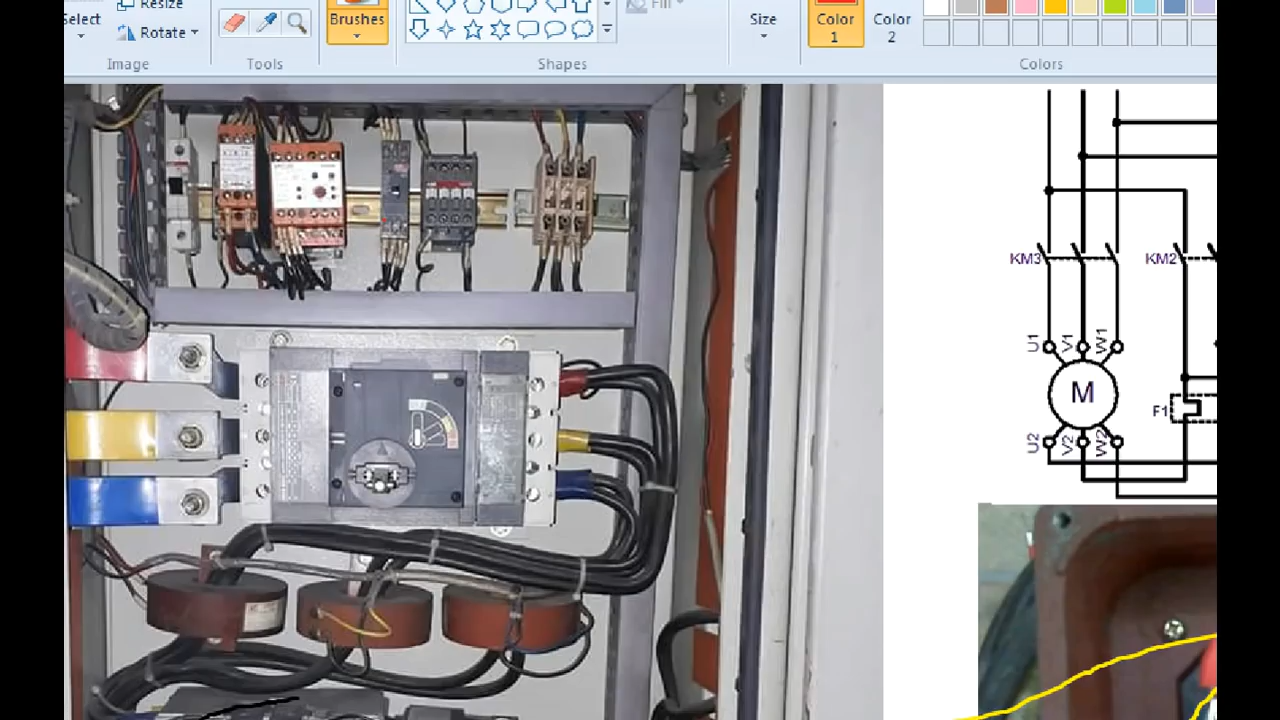 Resize
Select
Rotate
Brushes
Fill
Size
Color
1
Color
2
Image
Tools
Shapes
Colors
KM3
KM2
U1
V1
W1
M
F1
U2
V2
W2